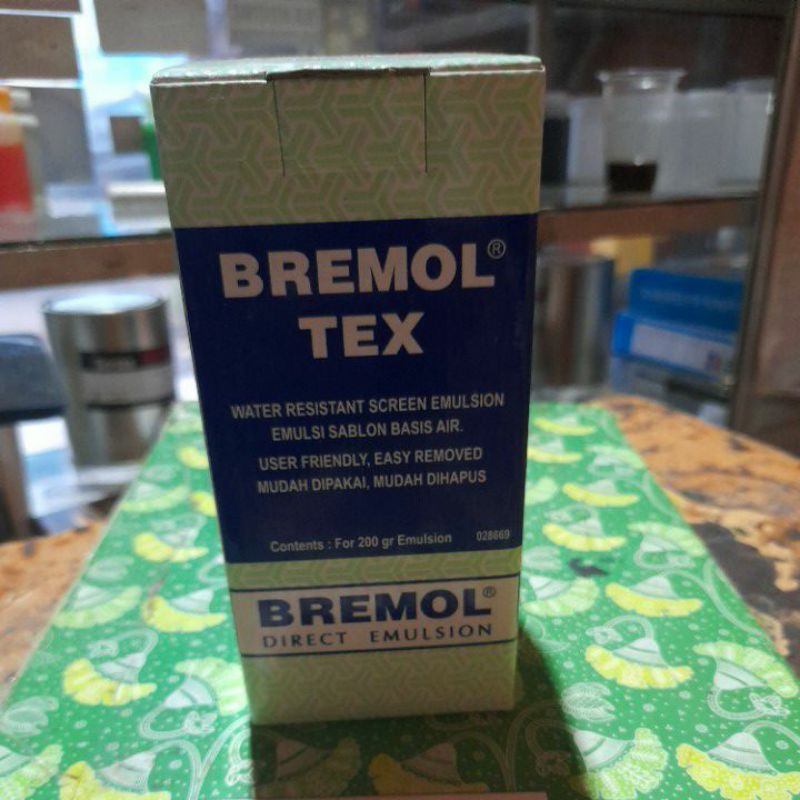 BREMOL®
TEX
WATER RESISTANT SCREEN EMULSION
EMULSI SABLON BASIS AIR.
USER FRIENDLY, EASY REMOVED
MUDAH DIPAKAI, MUDAH DIHAPUS
Contents : For 200 gr Emulsion 028669
BREMOL®
DIRECT EMULSION